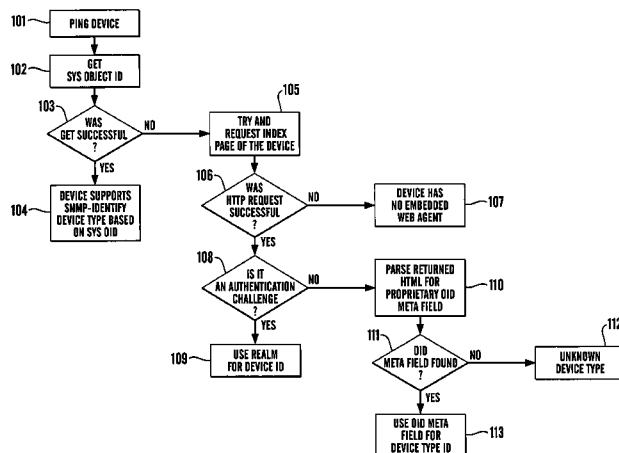 101
PING DEVICE
102
GET
SYS OBJECT ID
103
WAS
GET SUCCESSFUL
?
NO
YES
104
DEVICE SUPPORTS
SNMP-IDENTIFY
DEVICE TYPE BASED
ON SYS OID
105
TRY AND
REQUEST INDEX
PAGE OF THE DEVICE
106
WAS
HTTP REQUEST
SUCCESSFUL
?
NO
YES
DEVICE HAS
NO EMBEDDED
WEB AGENT
107
108
IS IT
AN AUTHENTICATION
CHALLENGE
?
NO
YES
109
USE REALM
FOR DEVICE ID
PARSE RETURNED
HTML FOR
PROPRIETARY OID
META FIELD
110
111
DID
META FIELD FOUND
?
NO
YES
112
UNKNOWN
DEVICE TYPE
USE OID META
FIELD FOR
DEVICE TYPE ID
113